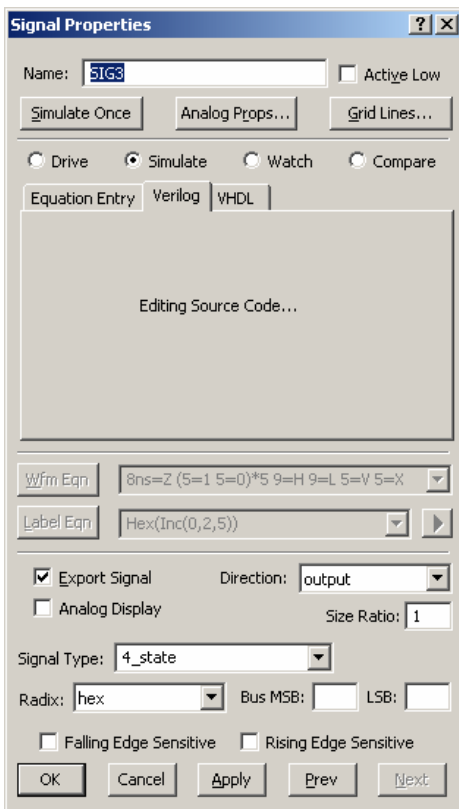 Signal Properties
Name: SIG3 Active Low
Simulate Once Analog Props... Grid Lines...
Drive Simulate Watch Compare
Equation Entry Verilog VHDL
Editing Source Code...
Wfm Eqn 8ns=Z (5=1 5=0)*5 9=H 9=L 5=V 5=X
Label Eqn Hex(Inc(0,2,5))
Export Signal Direction: output
Analog Display Size Ratio: 1
Signal Type: 4_state
Radix: hex Bus MSB: LSB:
Falling Edge Sensitive Rising Edge Sensitive
OK Cancel Apply Prev Next